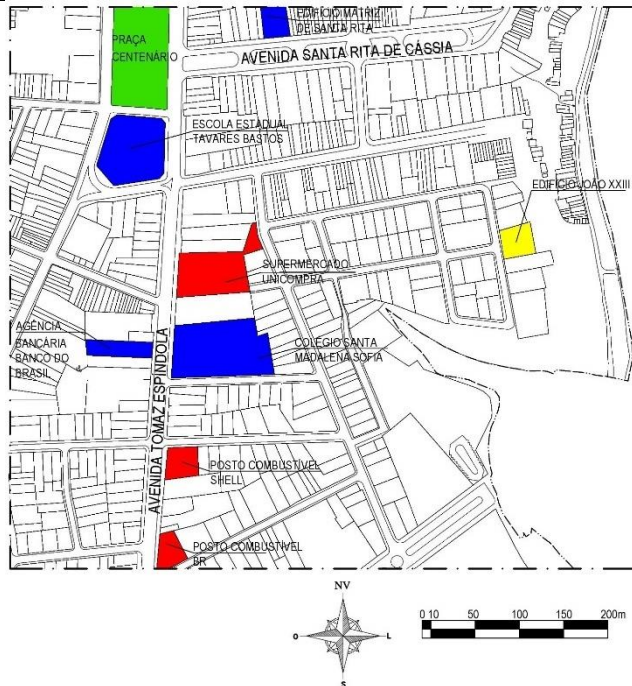 EDIFÍCIO MATRIZ
DE SANTA RITA
PRAÇA
CENTENÁRIO
AVENIDA SANTA RITA DE CÁSSIA
ESCOLA ESTADUAL
TAVARES BASTOS
EDIFÍCIO JOÃO XXIII
SUPERMERCADO
UNICOMPRA
AGÊNCIA
BANCÁRIA
BANCO DO
BRASIL
COLÉGIO SANTA
MADALENA SOFIA
AVENIDA TOMAZ ESPÍNDOLA
POSTO COMBUSTÍVEL
SHELL
POSTO COMBUSTÍVEL
BR
NV
O
L
S
0 10 50 100 150 200m